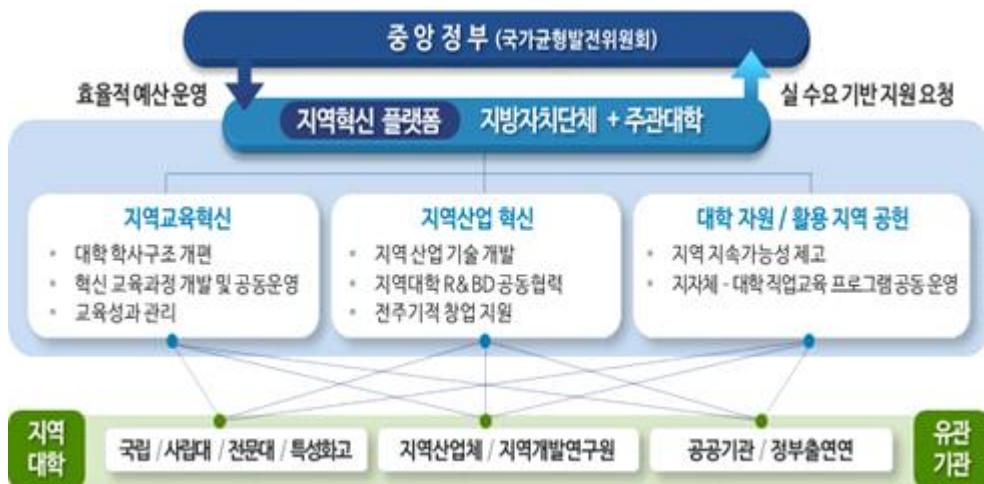 중앙정부 (국가균형발전위원회)
효율적 예산 운영
실 수요 기반 지원 요청
지역혁신 플랫폼 지방자치단체 + 주관대학
지역교육혁신
• 대학 학사구조 개편
• 혁신 교육과정 개발 및 공동운영
• 교육성과 관리
지역산업 혁신
• 지역 산업 기술 개발
• 지역대학 R&BD 공동협력
• 전주기적 창업 지원
대학 자원 / 활용 지역 공헌
• 지역 지속가능성 제고
• 지자체 - 대학 직업교육 프로그램 공동 운영
지역
대학
국립 / 사립대 / 전문대 / 특성화고
지역산업체 / 지역개발연구원
공공기관 / 정부출연연
유관
기관